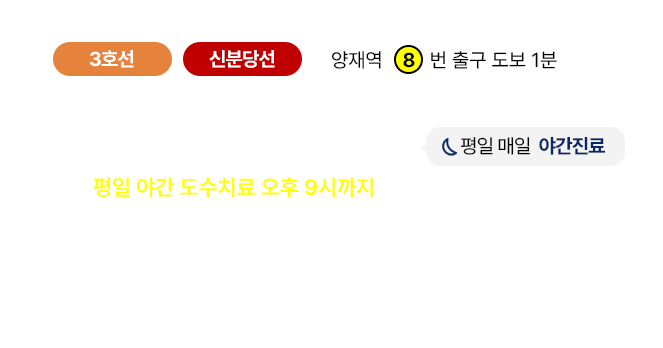 3호선 신분당선 양재역 8 번 출구 도보 1분
평일 매일 야간진료
평일 야간 도수치료 오후 9시까지